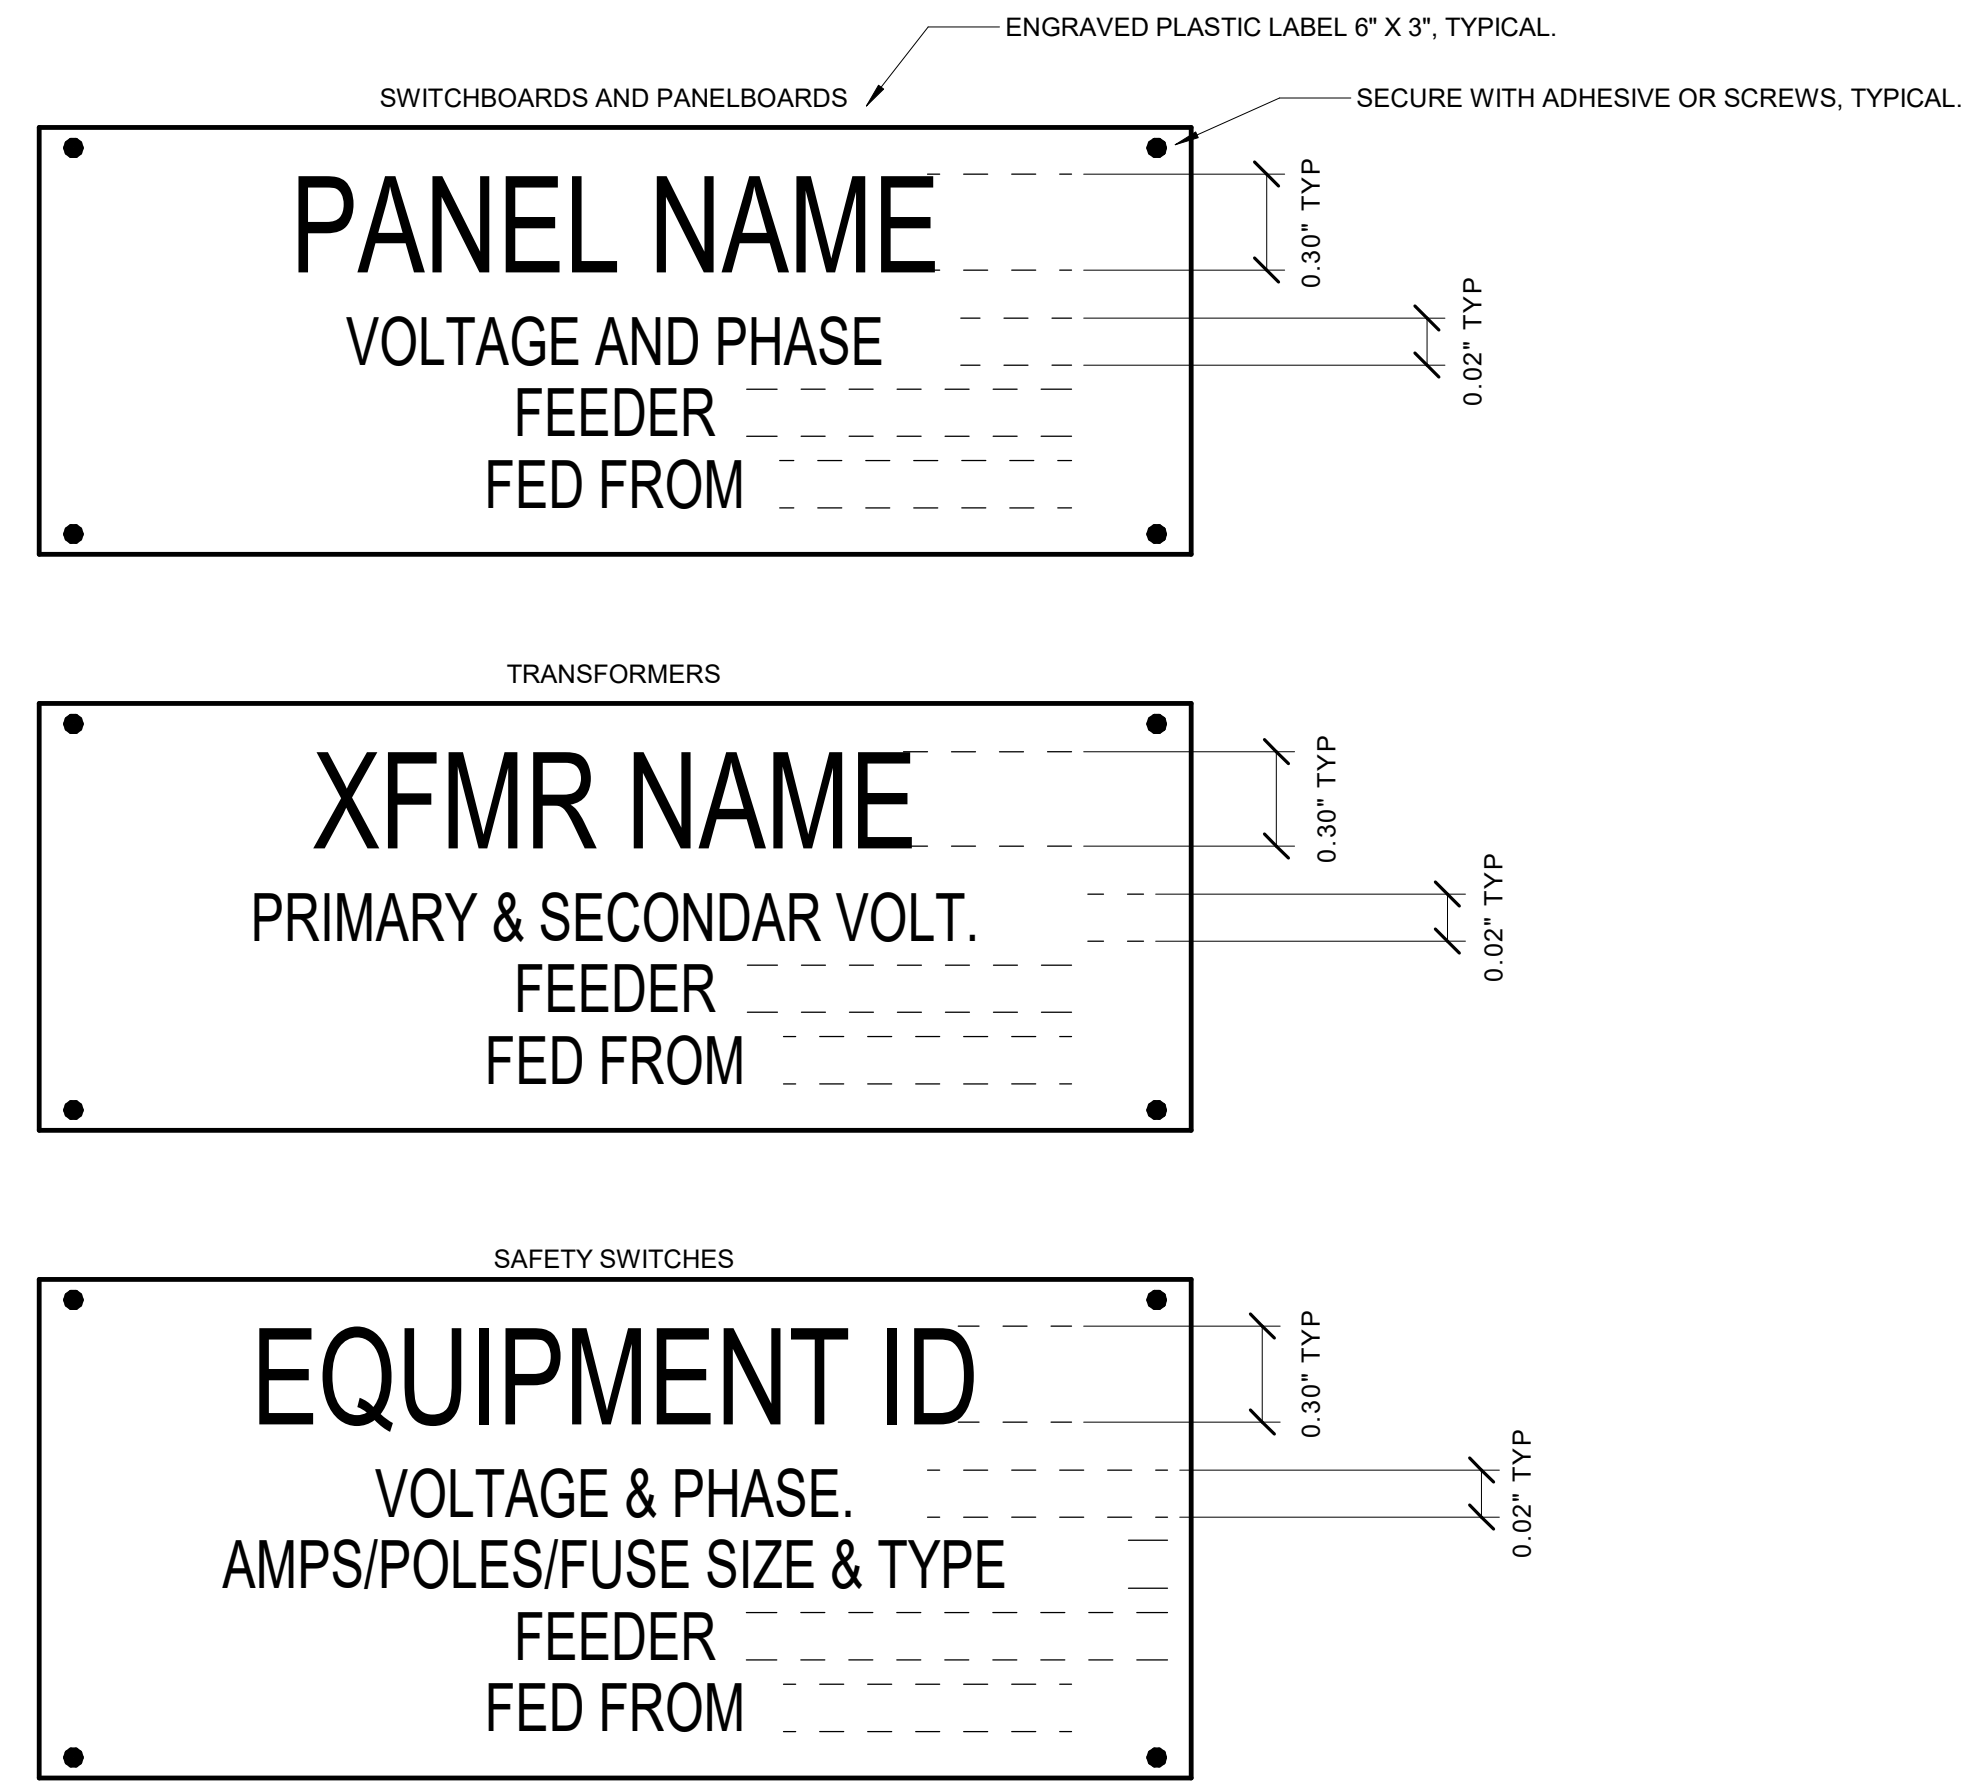 ENGRAVED PLASTIC LABEL 6" X 3", TYPICAL.
SWITCHBOARDS AND PANELBOARDS
SECURE WITH ADHESIVE OR SCREWS, TYPICAL.
PANEL NAME
0.30" TYP
VOLTAGE AND PHASE
0.02" TYP
FEEDER
FED FROM
TRANSFORMERS
XFMR NAME
0.30" TYP
PRIMARY & SECONDAR VOLT.
0.02" TYP
FEEDER
FED FROM
SAFETY SWITCHES
EQUIPMENT ID
0.30" TYP
VOLTAGE & PHASE.
0.02" TYP
AMPS/POLES/FUSE SIZE & TYPE
FEEDER
FED FROM